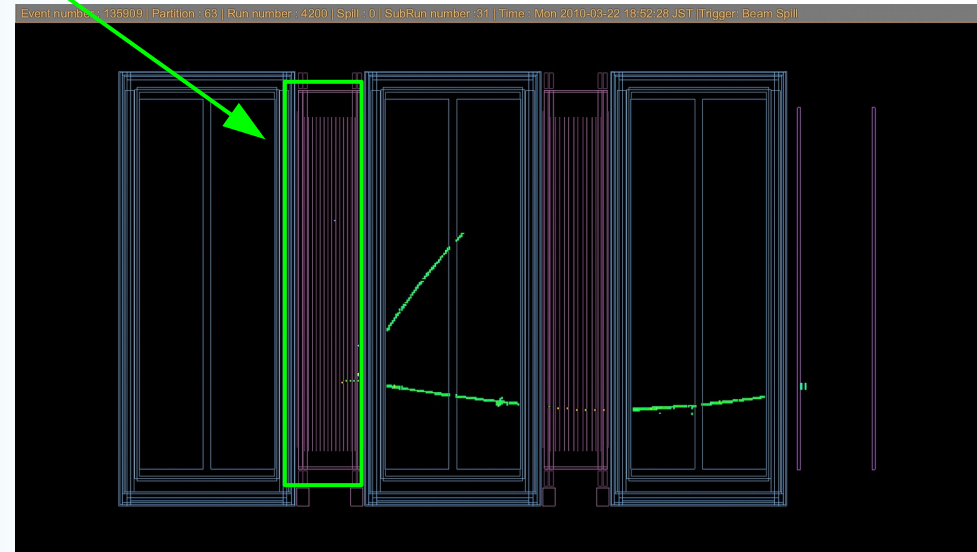 Event number : 135909 | Partition : 63 | Run number : 4200 | Spill : 0 | SubRun number :31 | Time : Mon 2010-03-22 18:52:28 JST |Trigger: Beam Spill